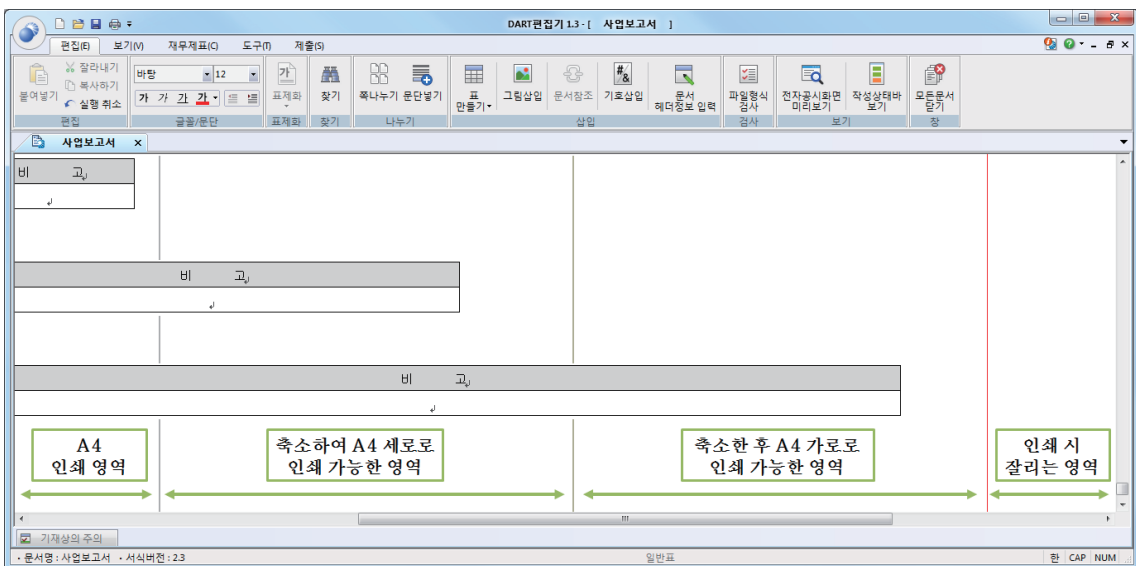 DART편집기 1.3 - [ 사업보고서 ]
편집(E) 보기(V) 재무제표(C) 도구(T) 제출(S)
붙여넣기
잘라내기
복사하기
실행 취소
바탕 12
가 가 가 가
가
표제화
찾기
쪽나누기 문단넣기
표
만들기
그림삽입
문서참조
#&
기호삽입
문서
헤더정보 입력
파일형식
검사
전자공시화면
미리보기
작성상태바
보기
모든문서
닫기
편집 글꼴/문단 표제화 찾기 나누기 삽입 검사 보기 창
사업보고서 x
비 고
비 고
비 고
A4
인쇄 영역
축소하여 A4 세로로
인쇄 가능한 영역
축소한 후 A4 가로로
인쇄 가능한 영역
인쇄 시
잘리는 영역
기재상의 주의
· 문서명 : 사업보고서 · 서식버전 : 2.3 일반표 한 CAP NUM